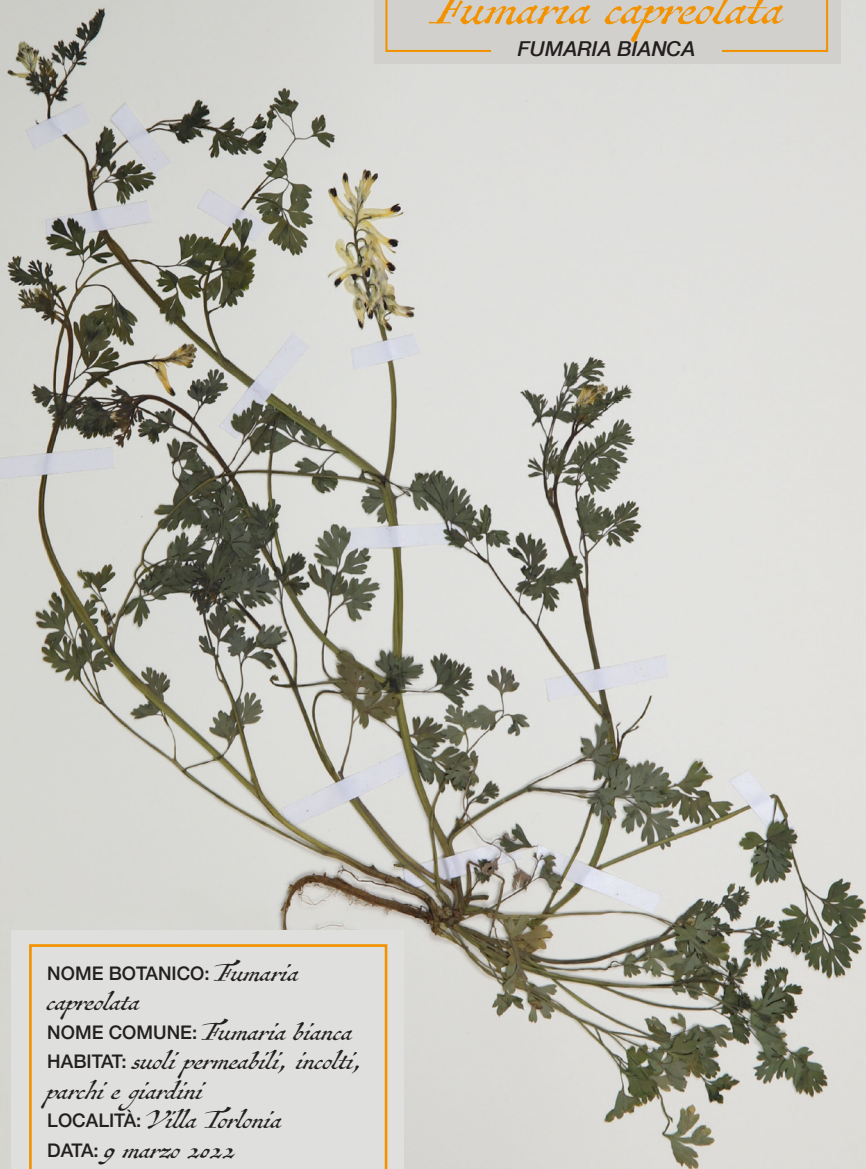 Fumaria capreolata
FUMARIA BIANCA
NOME BOTANICO: Fumaria
capreolata
NOME COMUNE: Fumaria bianca
HABITAT: suoli permeabili, incolti,
parchi e giardini
LOCALITÀ: Villa Torlonia
DATA: 9 marzo 2022